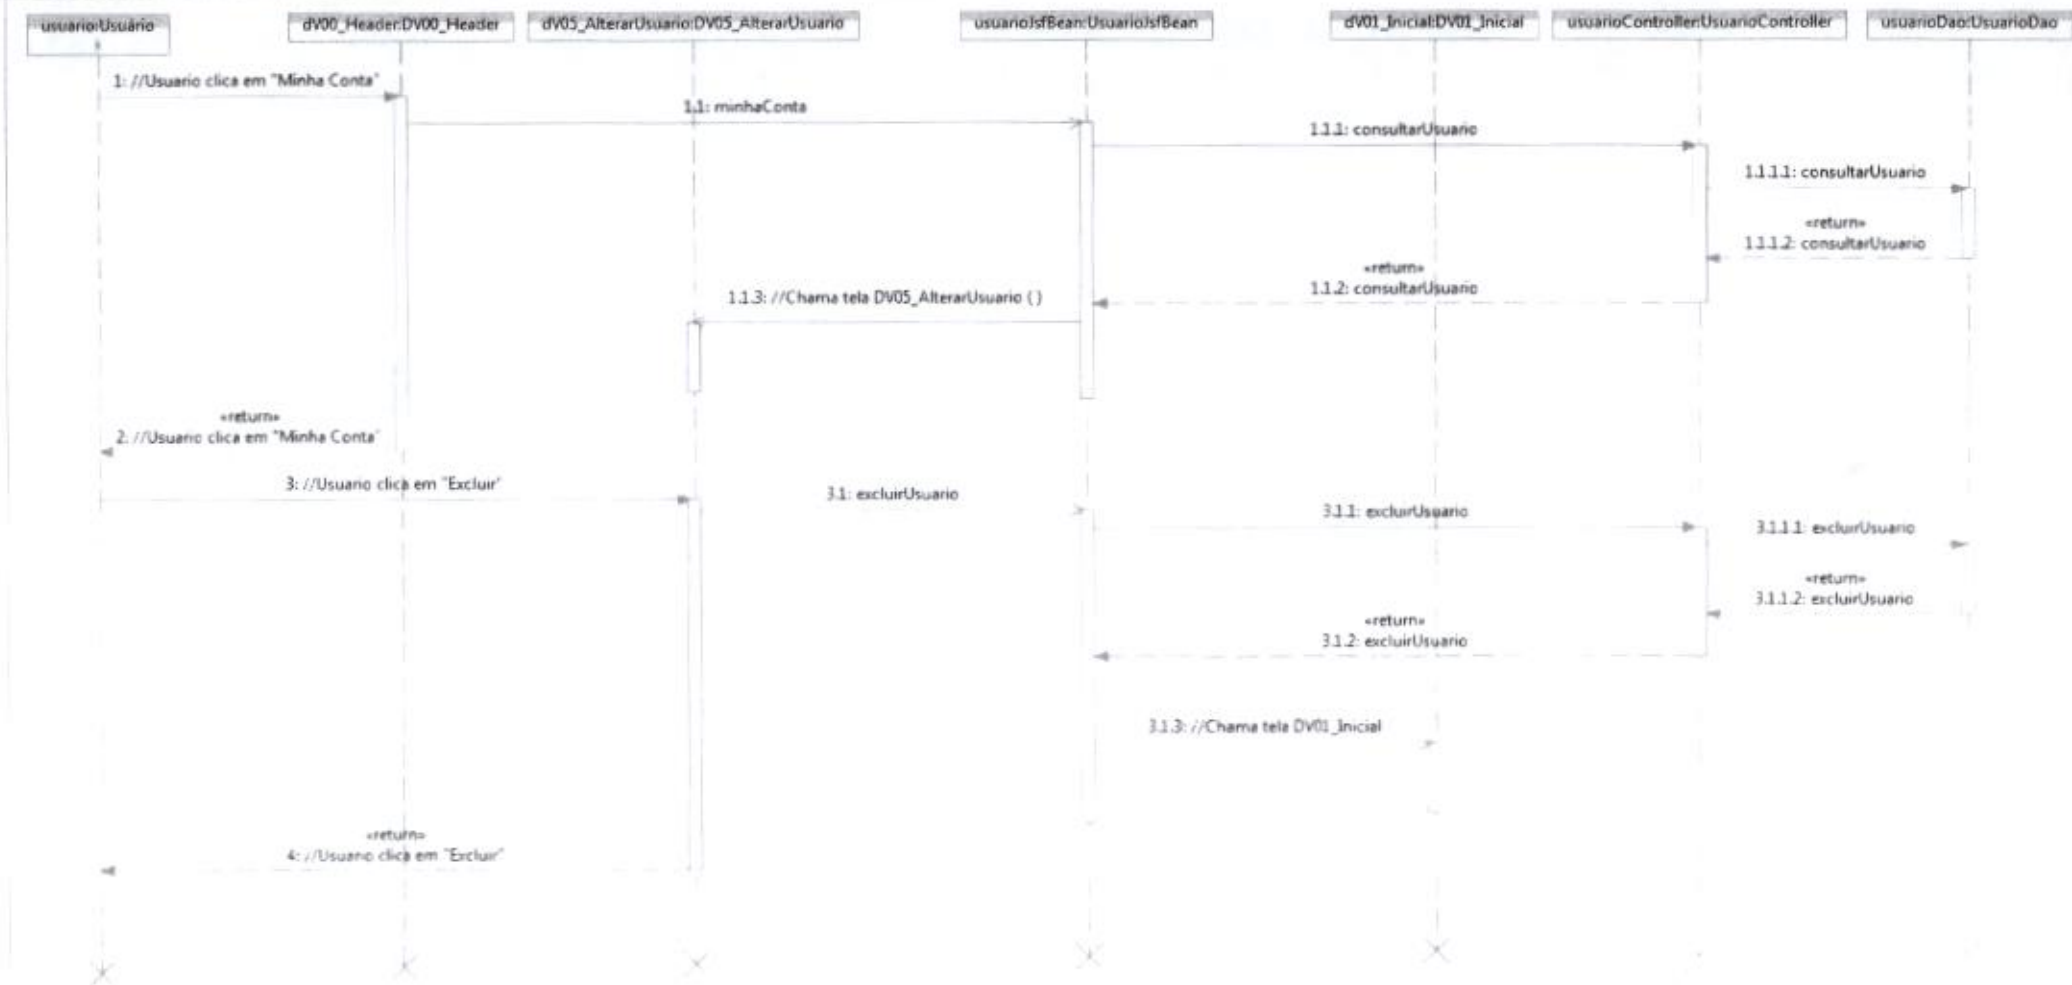 usuario:Usuário
dV00_Header:DV00_Header
dV05_AlterarUsuario:DV05_AlterarUsuario
usuarioJsfBean:UsuarioJsfBean
dV01_Inicial:DV01_Inicial
usuarioController:UsuarioController
usuarioDao:UsuarioDao
1: //Usuario clica em "Minha Conta"
1.1: minhaConta
1.1.1: consultarUsuario
1.1.1.1: consultarUsuario
«return»
1.1.1.2: consultarUsuario
«return»
1.1.2: consultarUsuario
1.1.3: //Chama tela DV05_AlterarUsuario ( )
«return»
2: //Usuario clica em "Minha Conta"
3: //Usuario clica em "Excluir"
3.1: excluirUsuario
3.1.1: excluirUsuario
3.1.1.1: excluirUsuario
«return»
3.1.1.2: excluirUsuario
«return»
3.1.2: excluirUsuario
3.1.3: //Chama tela DV01_Inicial
«return»
4: //Usuario clica em "Excluir"